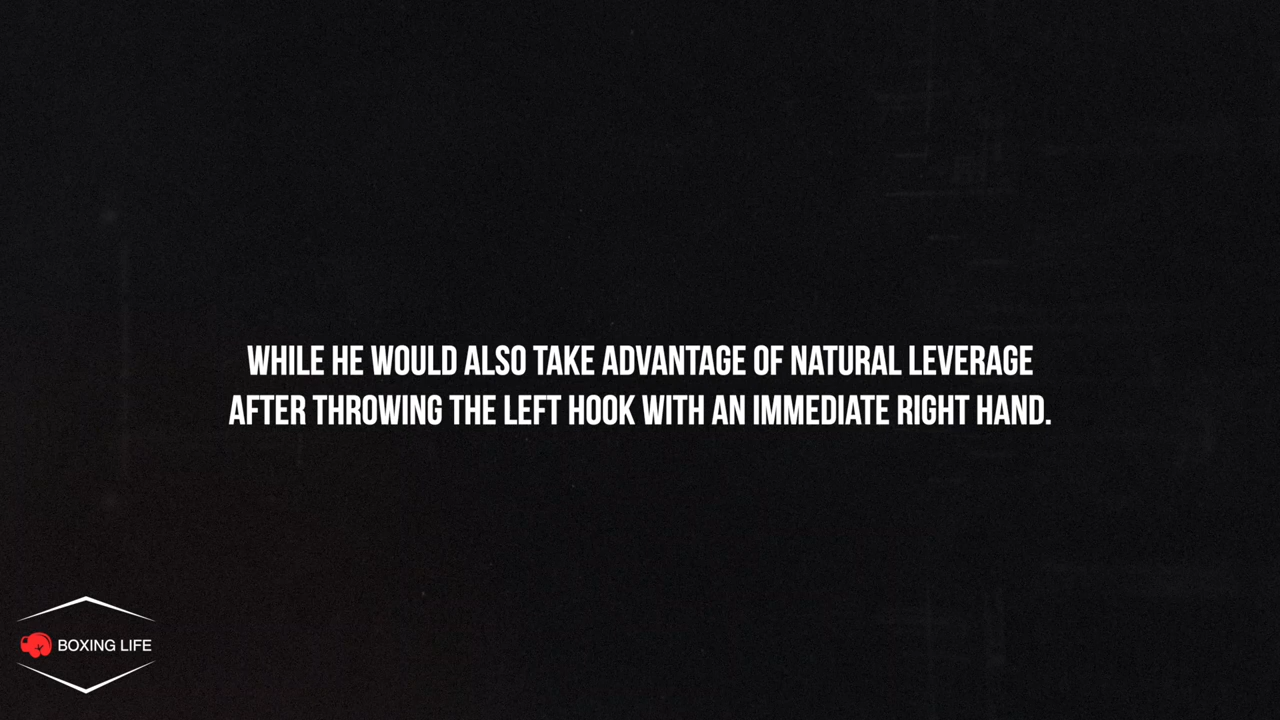 WHILE HE WOULD ALSO TAKE ADVANTAGE OF NATURAL LEVERAGE
AFTER THROWING THE LEFT HOOK WITH AN IMMEDIATE RIGHT HAND.
BOXING LIFE